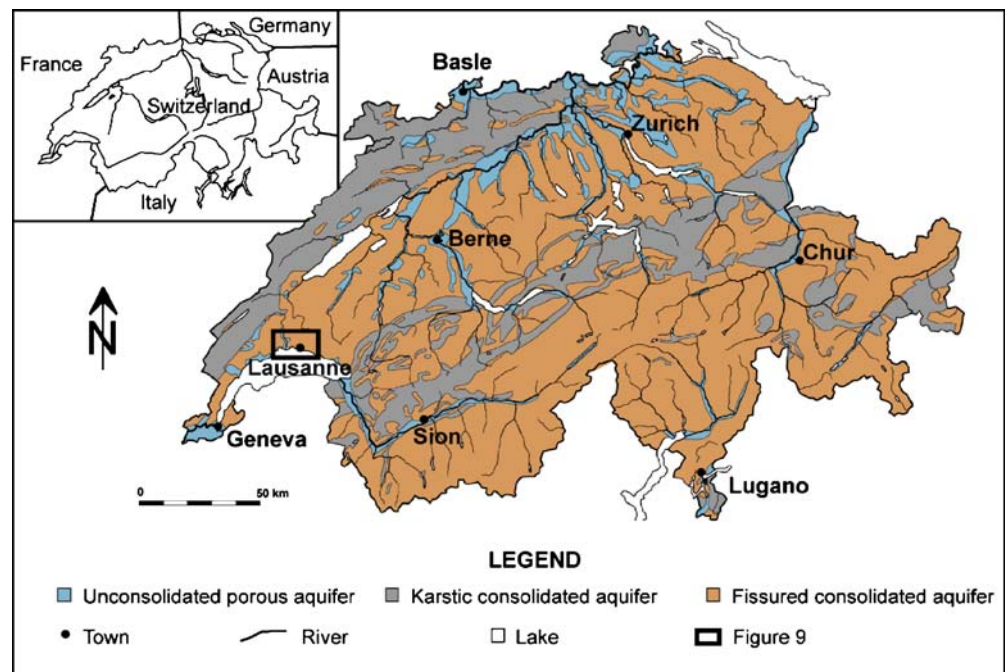 Germany
France
Austria
Switzerland
Italy
Basle
Zurich
Berne
Chur
N
Lausanne
Geneva
Sion
Lugano
0 50 km
LEGEND
Unconsolidated porous aquifer Karstic consolidated aquifer Fissured consolidated aquifer
Town River Lake Figure 9